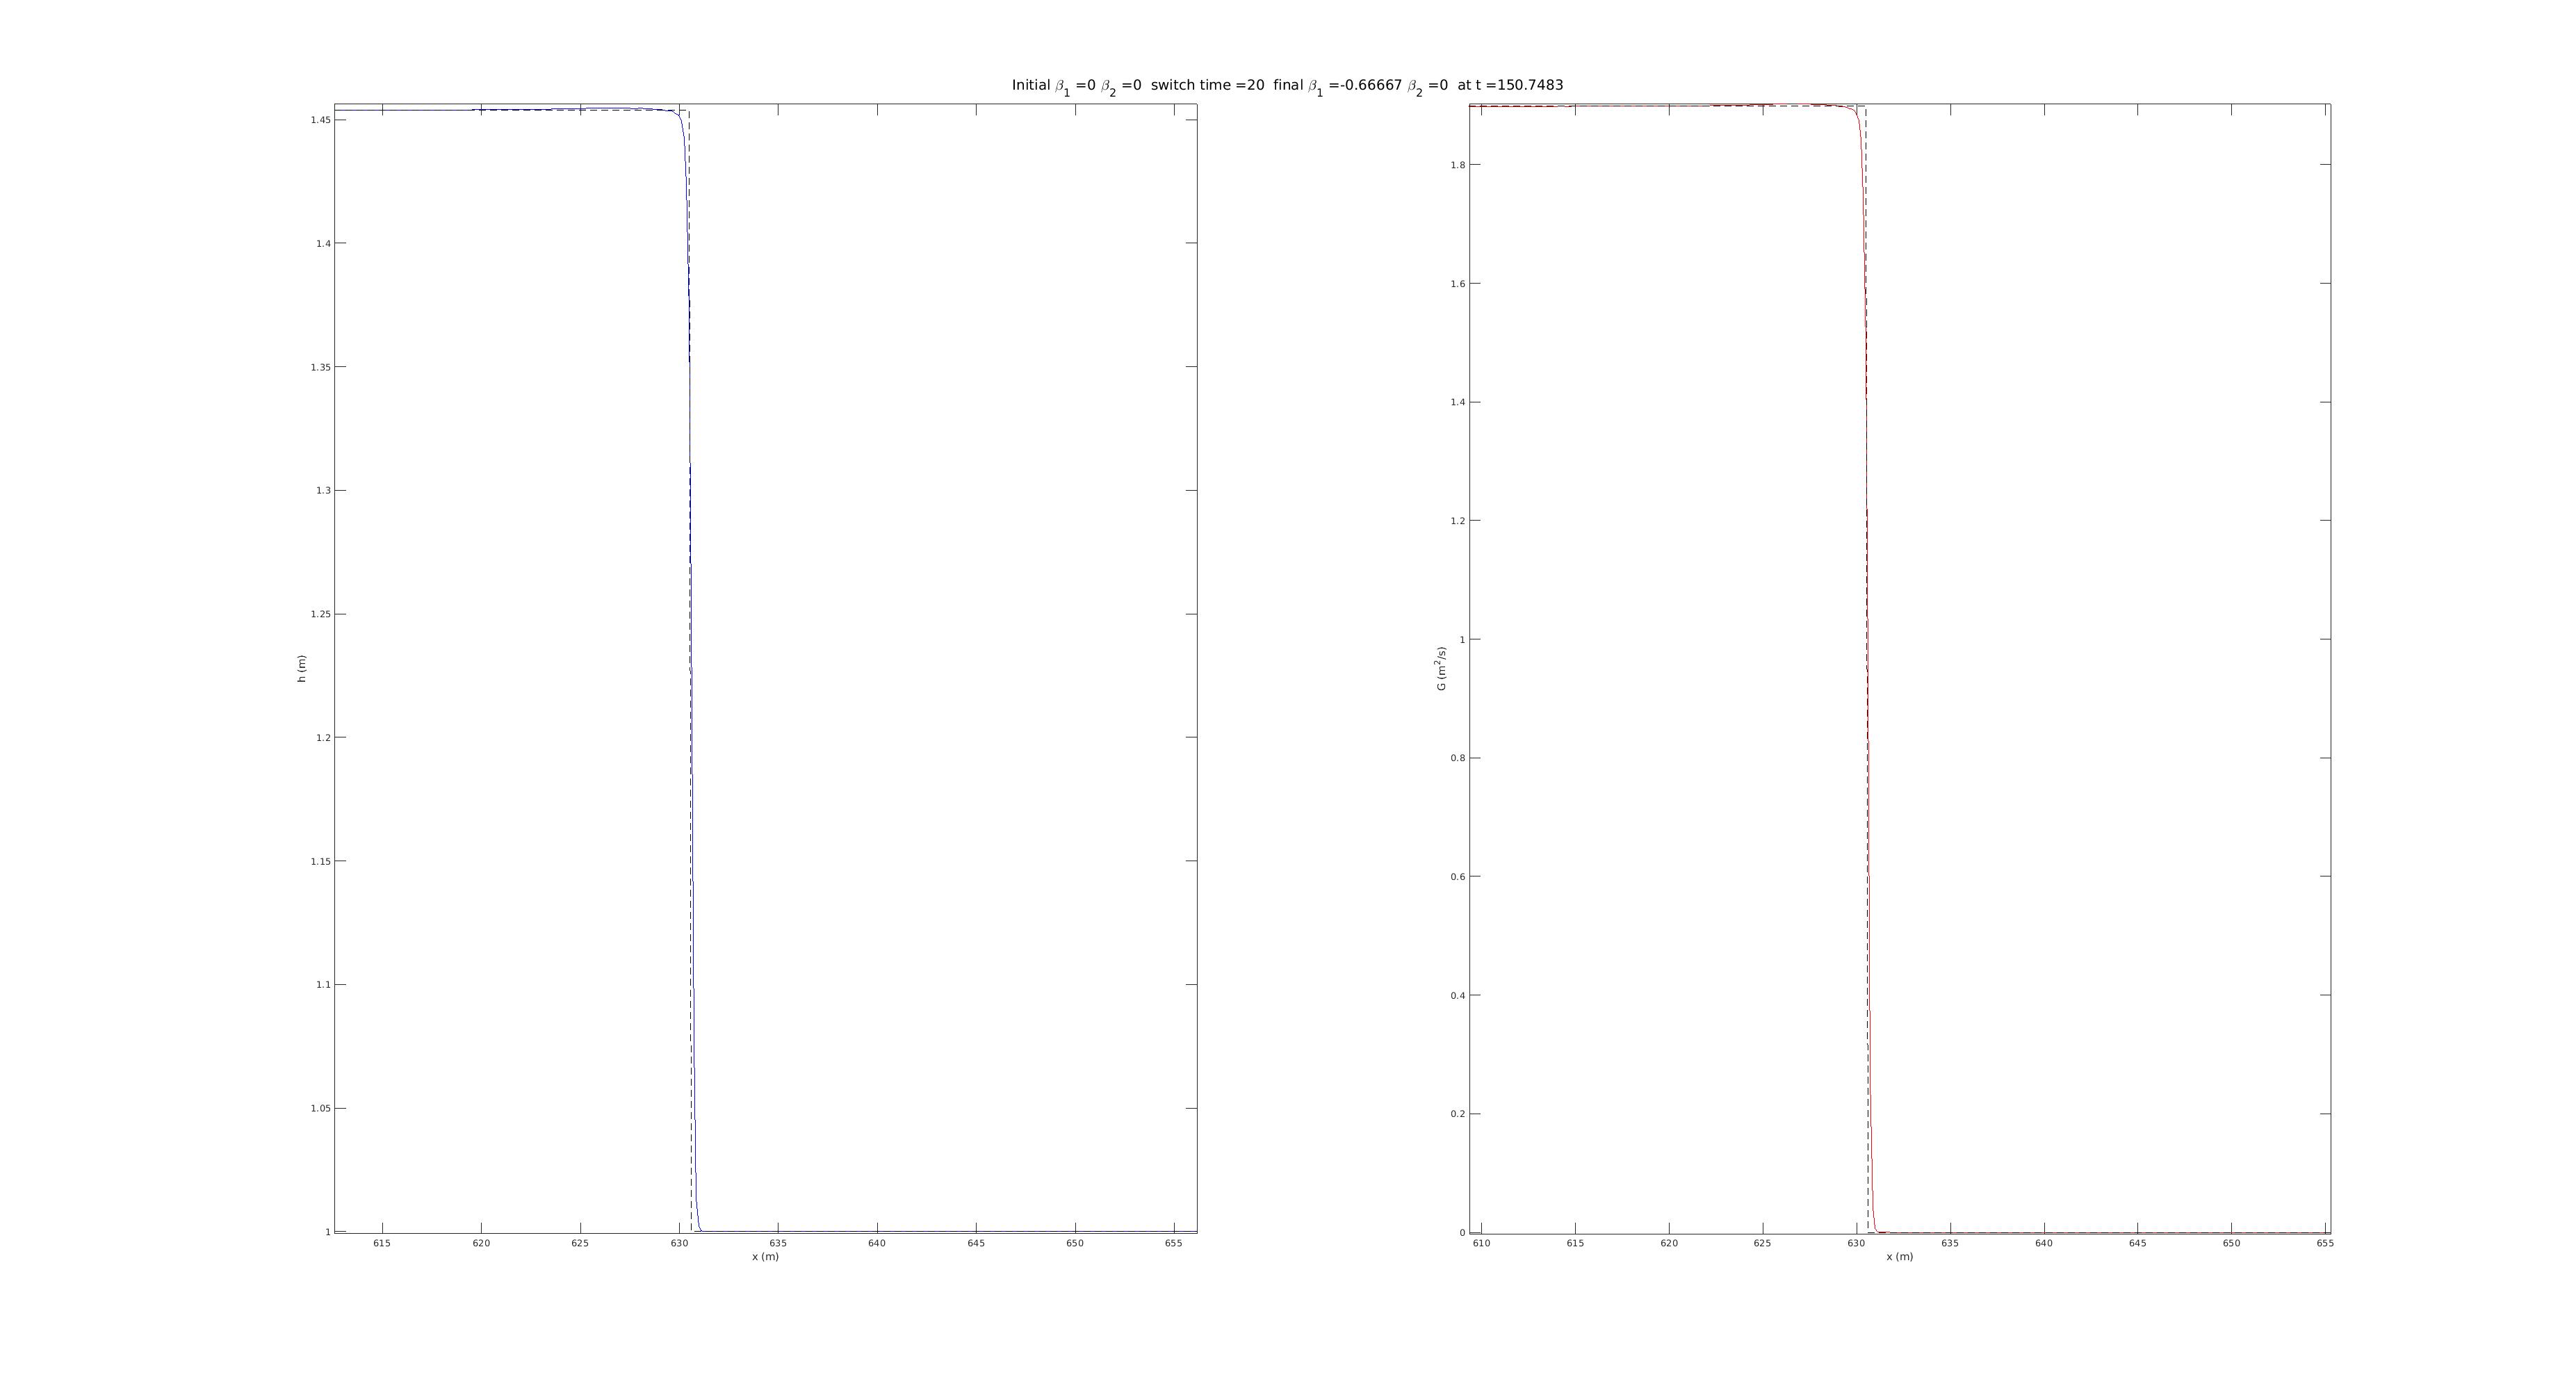 Initial β1 =0 β2 =0 switch time =20 final β1 =-0.66667 β2 =0 at t =150.7483
1.45
1.4
1.35
1.3
1.25
1.2
1.15
1.1
1.05
1
h (m)
615 620 625 630 635 640 645 650 655
x (m)
1.8
1.6
1.4
1.2
1
0.8
0.6
0.4
0.2
0
G (m²/s)
610 615 620 625 630 635 640 645 650 655
x (m)